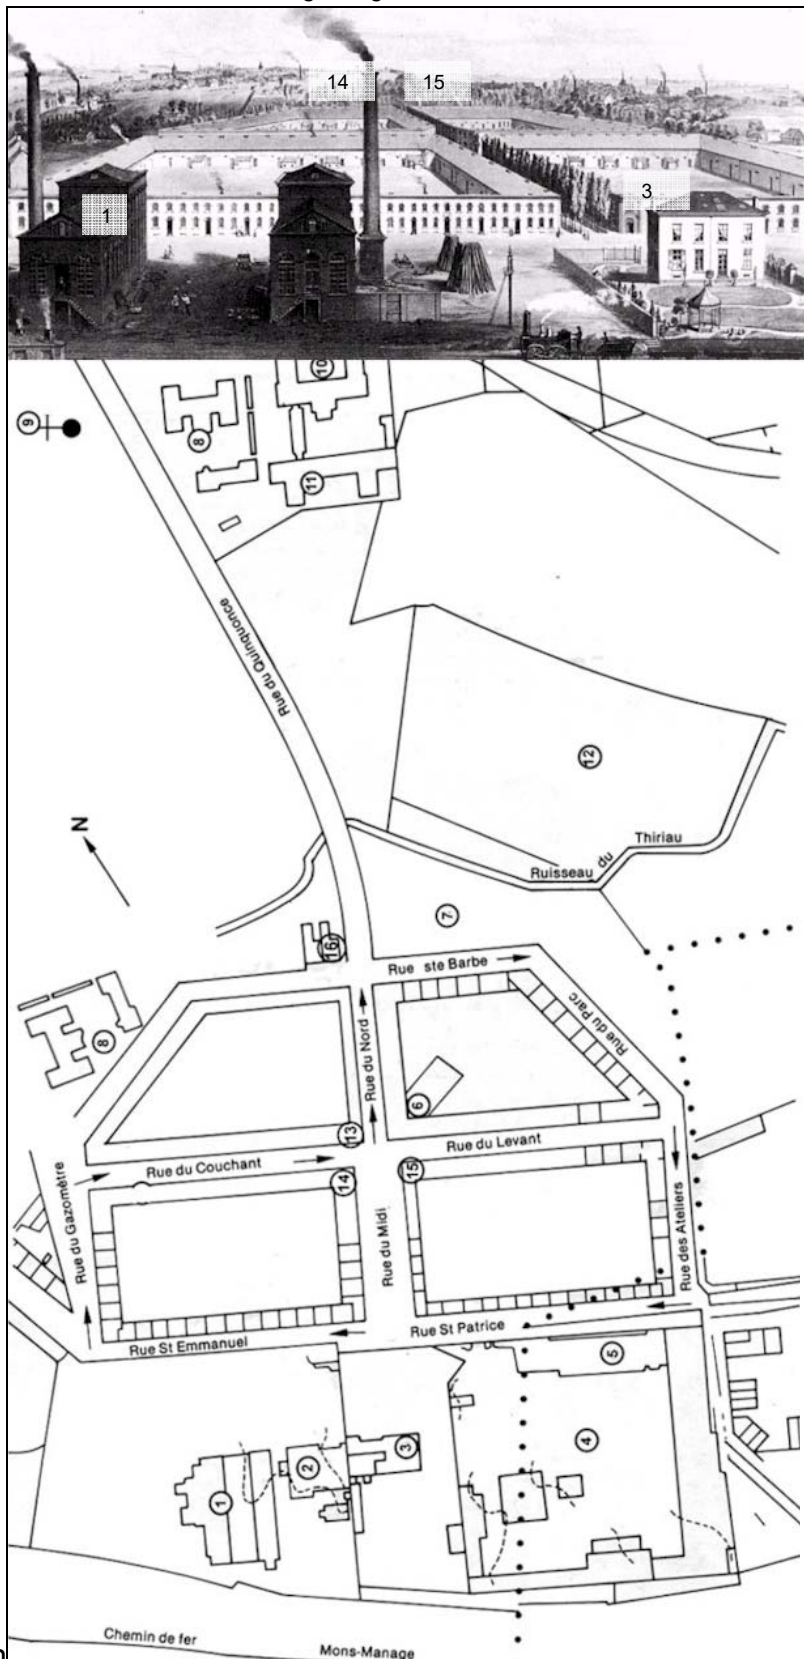 14
15
3
1
9
8
10
11
Rue du Quinquonce
12
N
Thiriau
du
Ruisseau
7
16
Rue ste Barbe
8
Rue du Parc
Rue du Nord
6
13
Rue du Levant
Rue du Couchant
15
14
Rue du Gazomètre
Rue du Midi
Rue des Ateliers
Rue St Patrice
Rue St Emmanuel
5
4
3
2
1
Chemin de fer
Mons-Manage